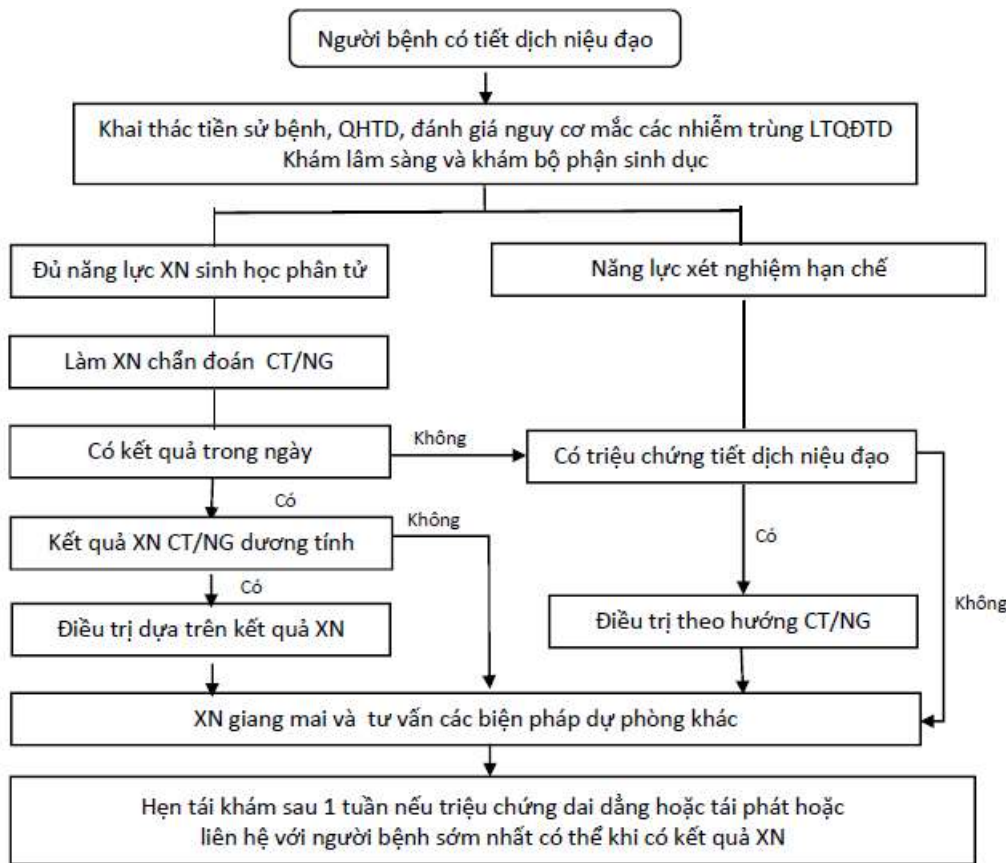 Người bệnh có tiết dịch niệu đạo
Khai thác tiền sử bệnh, QHTD, đánh giá nguy cơ mắc các nhiễm trùng LTQĐTD
Khám lâm sàng và khám bộ phận sinh dục
Đủ năng lực XN sinh học phân tử
Năng lực xét nghiệm hạn chế
Làm XN chẩn đoán CT/NG
Có kết quả trong ngày
Không
Có triệu chứng tiết dịch niệu đạo
Có
Kết quả XN CT/NG dương tính
Không
Có
Có
Điều trị dựa trên kết quả XN
Điều trị theo hướng CT/NG
Không
XN giang mai và tư vấn các biện pháp dự phòng khác
Hẹn tái khám sau 1 tuần nếu triệu chứng dai dẳng hoặc tái phát hoặc
liên hệ với người bệnh sớm nhất có thể khi có kết quả XN